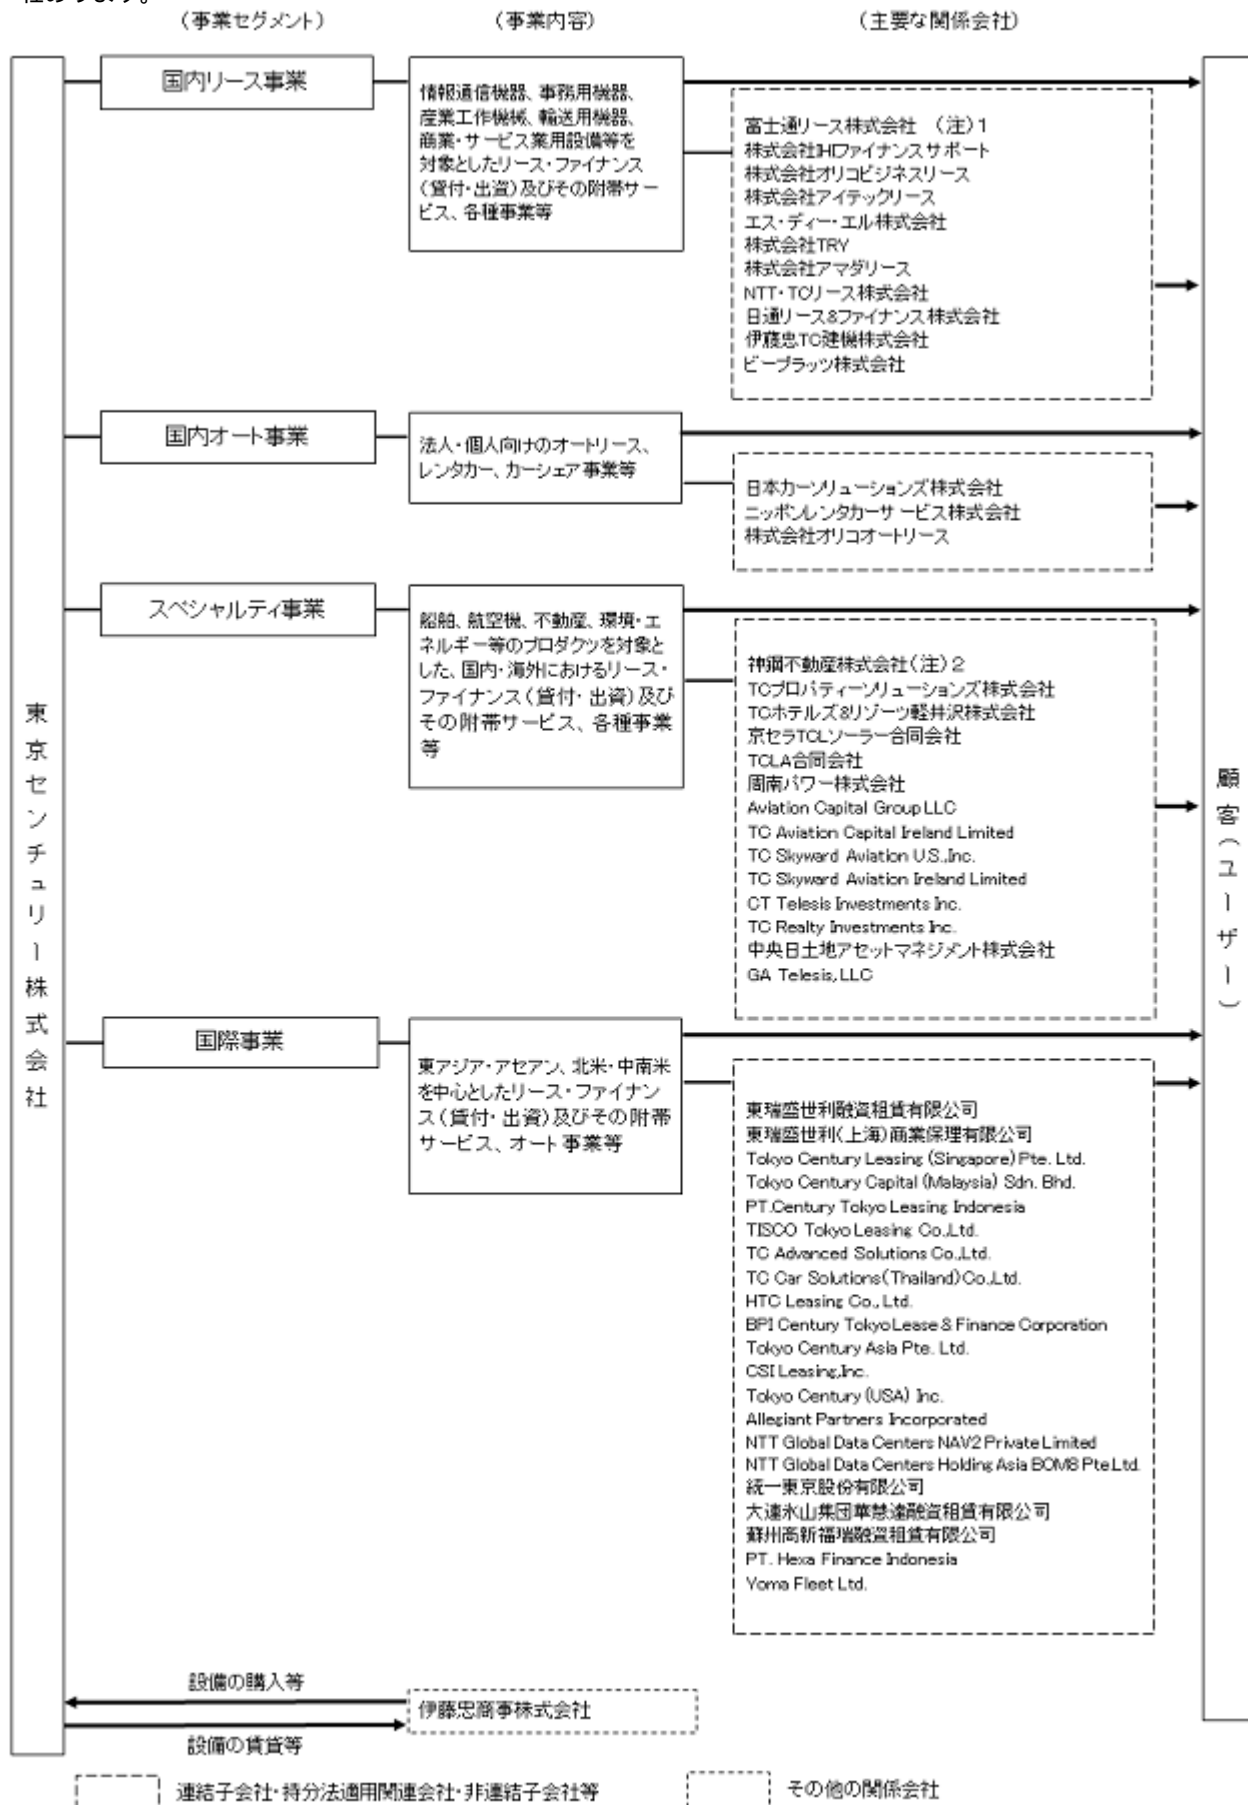 社あります。
（事業セグメント）
（事業内容）
（主要な関係会社）
東京センチュリー株式会社
国内リース事業
情報通信機器、事務用機器、
産業工作機械、輸送用機器、
商業・サービス業用設備等を
対象としたリース・ファイナンス
（貸付・出資）及びその附帯サー
ビス、各種事業等
富士通リース株式会社　（注）1
株式会社IHIファイナンスサポート
株式会社オリコビジネスリース
株式会社アイテックリース
エス・ディー・エル株式会社
株式会社TRY
株式会社アマダリース
NTT・TCリース株式会社
日通リース&ファイナンス株式会社
伊藤忠TC建機株式会社
ビープラッツ株式会社
国内オート事業
法人・個人向けのオートリース、
レンタカー、カーシェア事業等
日本カーソリューションズ株式会社
ニッポンレンタカーサービス株式会社
株式会社オリコオートリース
スペシャルティ事業
船舶、航空機、不動産、環境・エ
ネルギー等のプロダクツを対象と
した、国内・海外におけるリース・
ファイナンス（貸付・出資）及び
その附帯サービス、各種事業
等
神鋼不動産株式会社（注）2
TCプロパティーソリューションズ株式会社
TCホテルズ&リゾーツ軽井沢株式会社
京セラTCLソーラー合同会社
TCLA合同会社
周南パワー株式会社
Aviation Capital Group LLC
TC Aviation Capital Ireland Limited
TC Skyward Aviation U.S.,Inc.
TC Skyward Aviation Ireland Limited
CT Telesis Investments Inc.
TC Realty Investments Inc.
中央日土地アセットマネジメント株式会社
GA Telesis, LLC
顧客（ユーザー）
国際事業
東アジア・アセアン、北米・中南米
を中心としたリース・ファイナン
ス（貸付・出資）及びその附帯
サービス、オート事業等
東瑞盛世利融資租賃有限公司
東瑞盛世利（上海）商業保理有限公司
Tokyo Century Leasing (Singapore) Pte. Ltd.
Tokyo Century Capital (Malaysia) Sdn. Bhd.
PT.Century Tokyo Leasing Indonesia
TISCO Tokyo Leasing Co.,Ltd.
TC Advanced Solutions Co.,Ltd.
TC Car Solutions(Thailand)Co.,Ltd.
HTC Leasing Co., Ltd.
BPI Century Tokyo Lease & Finance Corporation
Tokyo Century Asia Pte. Ltd.
CSI Leasing,Inc.
Tokyo Century (USA) Inc.
Allegiant Partners Incorporated
NTT Global Data Centers NAV2 Private Limited
NTT Global Data Centers Holding Asia BOM8 Pte Ltd.
統一東京股份有限公司
大連氷山集団華慧達融資租賃有限公司
蘇州高新福瑞融資租賃有限公司
PT. Hexa Finance Indonesia
Yoma Fleet Ltd.
設備の購入等
伊藤忠商事株式会社
設備の賃貸等
連結子会社・持分法適用関連会社・非連結子会社等
その他の関係会社